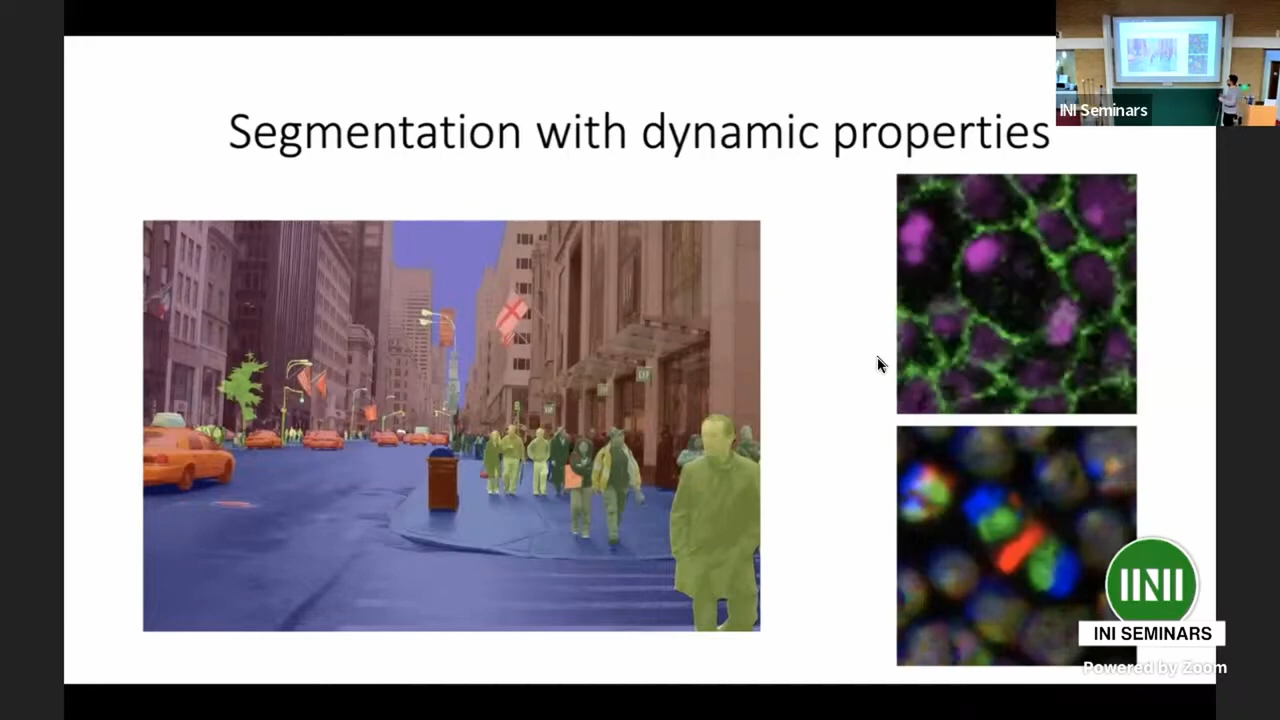 INI Seminars
Segmentation with dynamic properties
INI
INI SEMINARS
Powered by Zoom